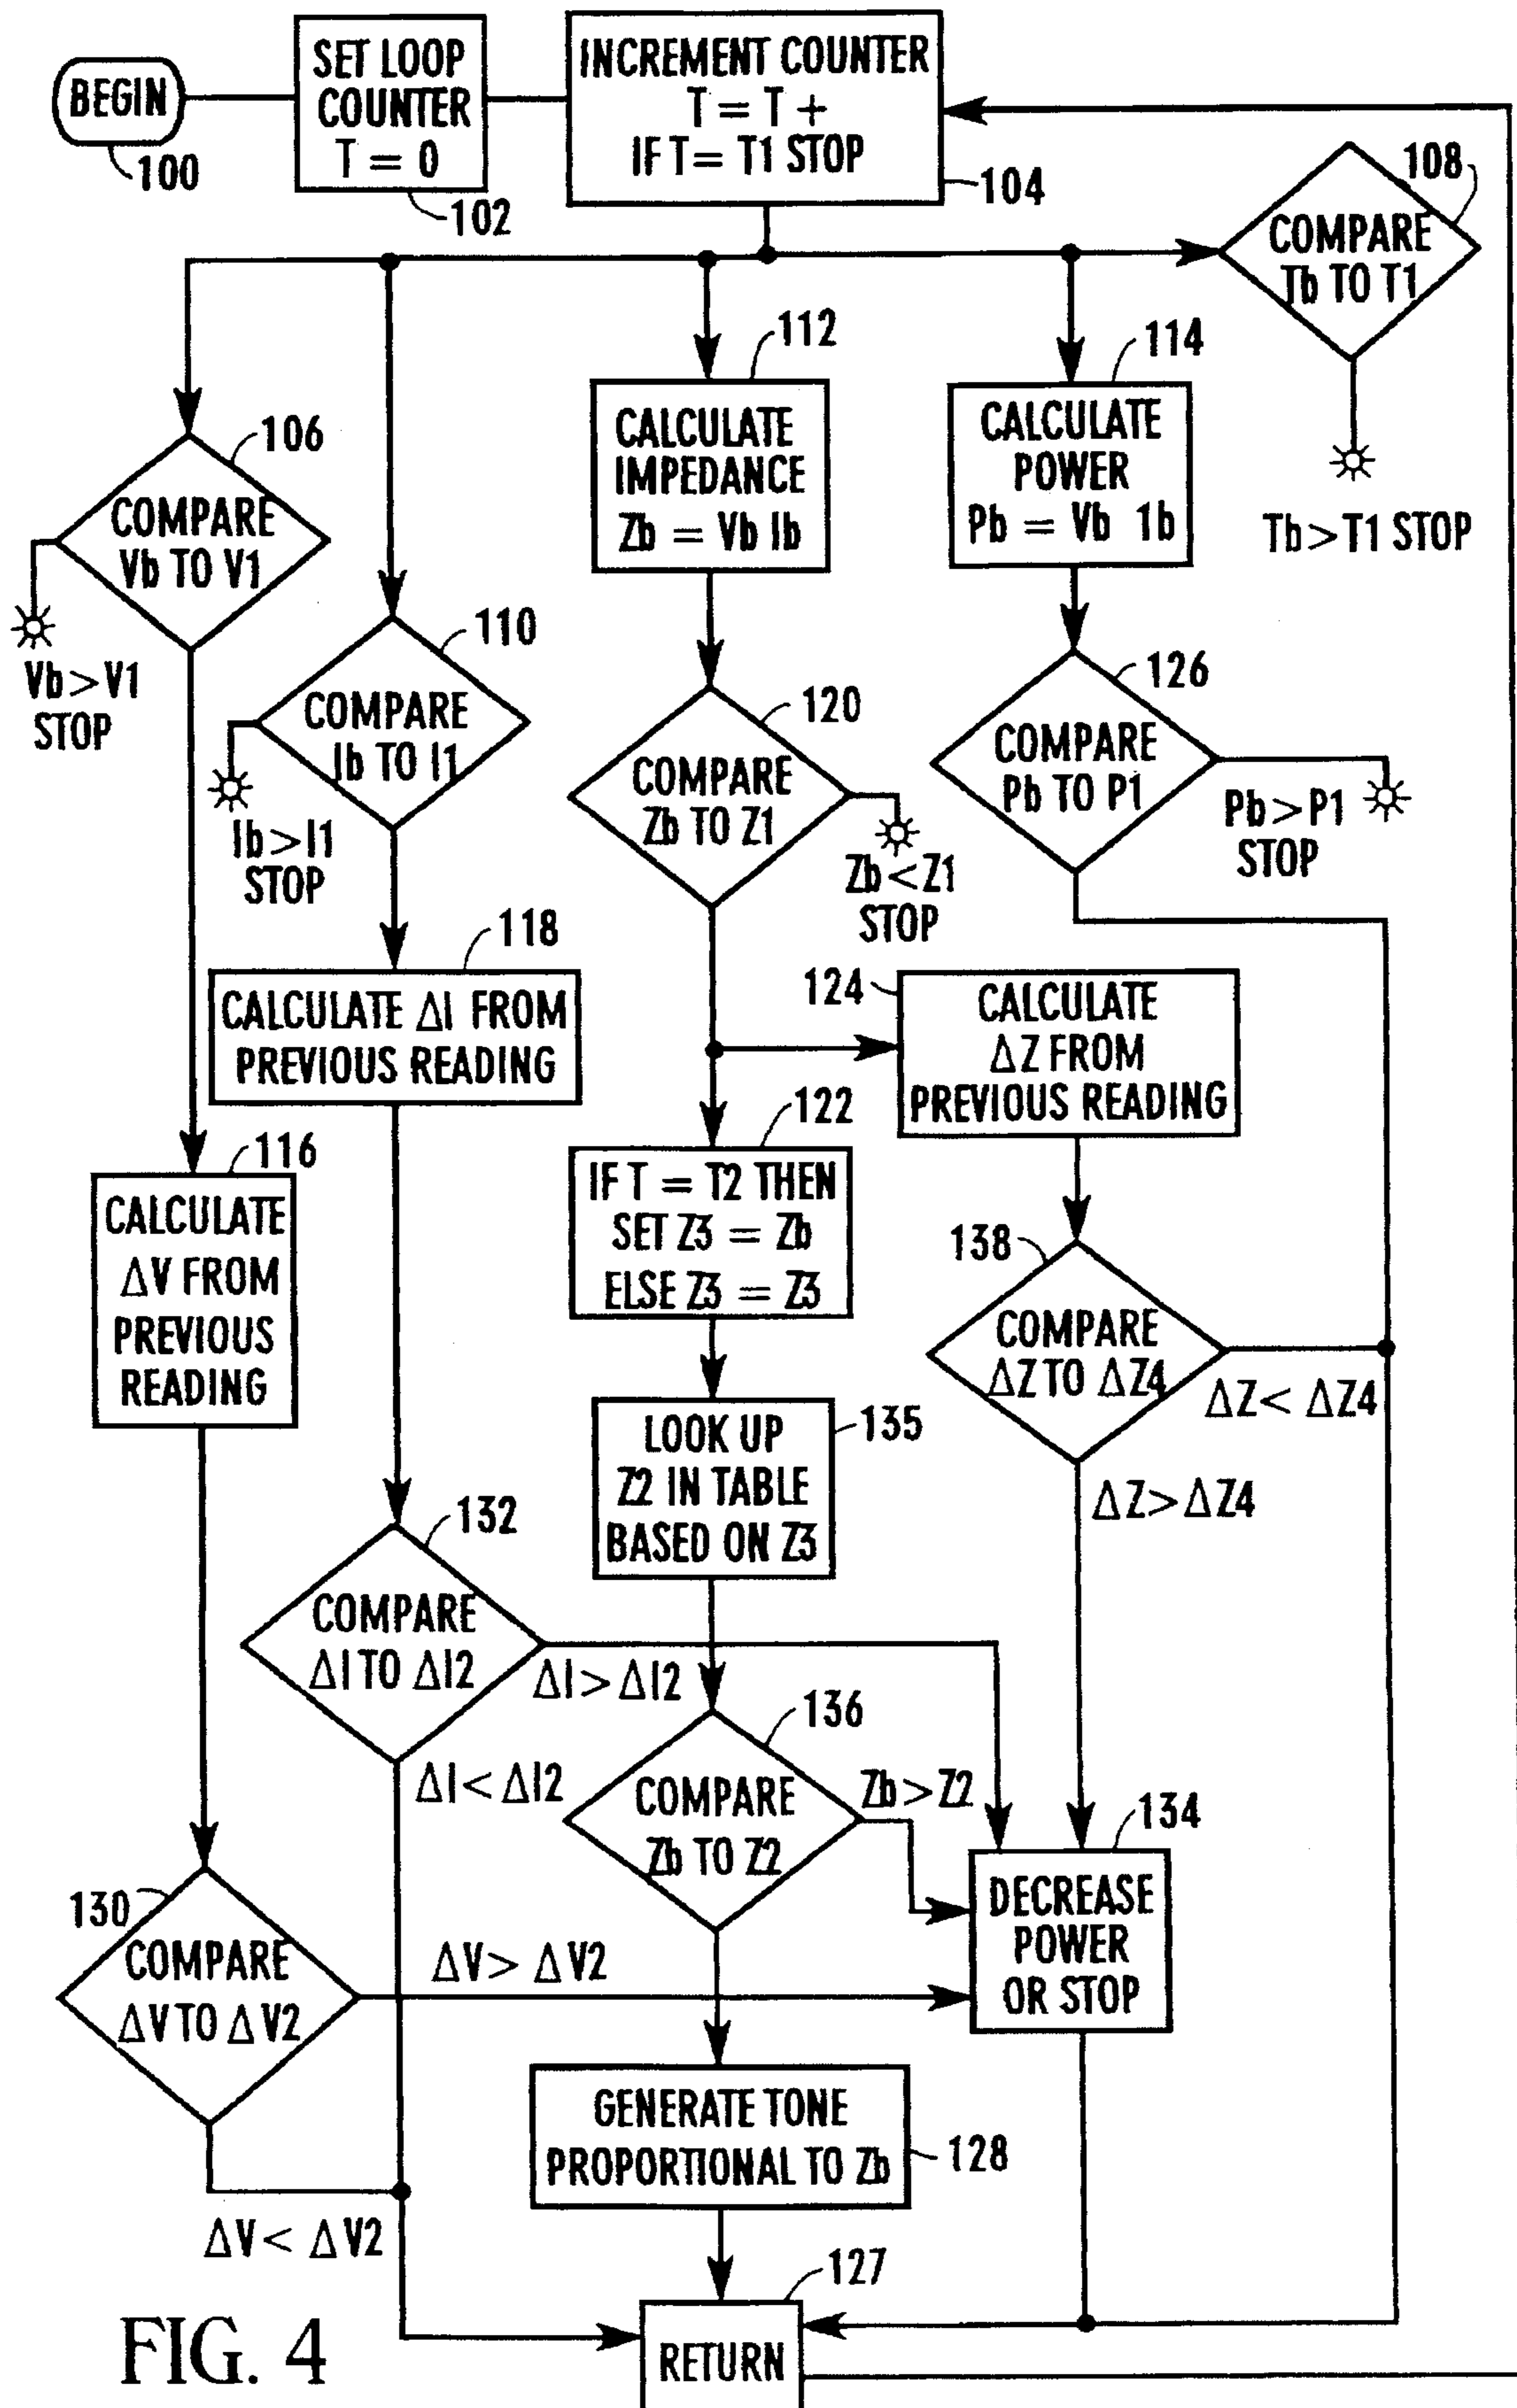 BEGIN
100
SET LOOP
COUNTER
T = 0
102
INCREMENT COUNTER
T = T +
IF T= T1 STOP
104
108
COMPARE
Tb TO T1
Tb>T1 STOP
106
COMPARE
Vb TO V1
Vb>V1
STOP
110
COMPARE
Ib TO I1
Ib>I1
STOP
112
CALCULATE
IMPEDANCE
Zb = Vb Ib
114
CALCULATE
POWER
Pb = Vb 1b
120
COMPARE
Zb TO Z1
Zb<Z1
STOP
126
COMPARE
Pb TO P1
Pb>P1
STOP
118
CALCULATE ΔI FROM
PREVIOUS READING
124
CALCULATE
ΔZ FROM
PREVIOUS READING
116
CALCULATE
ΔV FROM
PREVIOUS
READING
122
IF T = T2 THEN
SET Z3 = Zb
ELSE Z3 = Z3
138
COMPARE
ΔZ TO ΔZ4
ΔZ< ΔZ4
ΔZ>ΔZ4
135
LOOK UP
Z2 IN TABLE
BASED ON Z3
132
COMPARE
ΔI TO ΔI2
ΔI> ΔI2
ΔI< ΔI2
136
COMPARE
Zb TO Z2
Zb>Z2
134
DECREASE
POWER
OR STOP
130
COMPARE
ΔV TO ΔV2
ΔV> ΔV2
ΔV< ΔV2
GENERATE TONE
PROPORTIONAL TO Zb
128
127
RETURN
FIG. 4